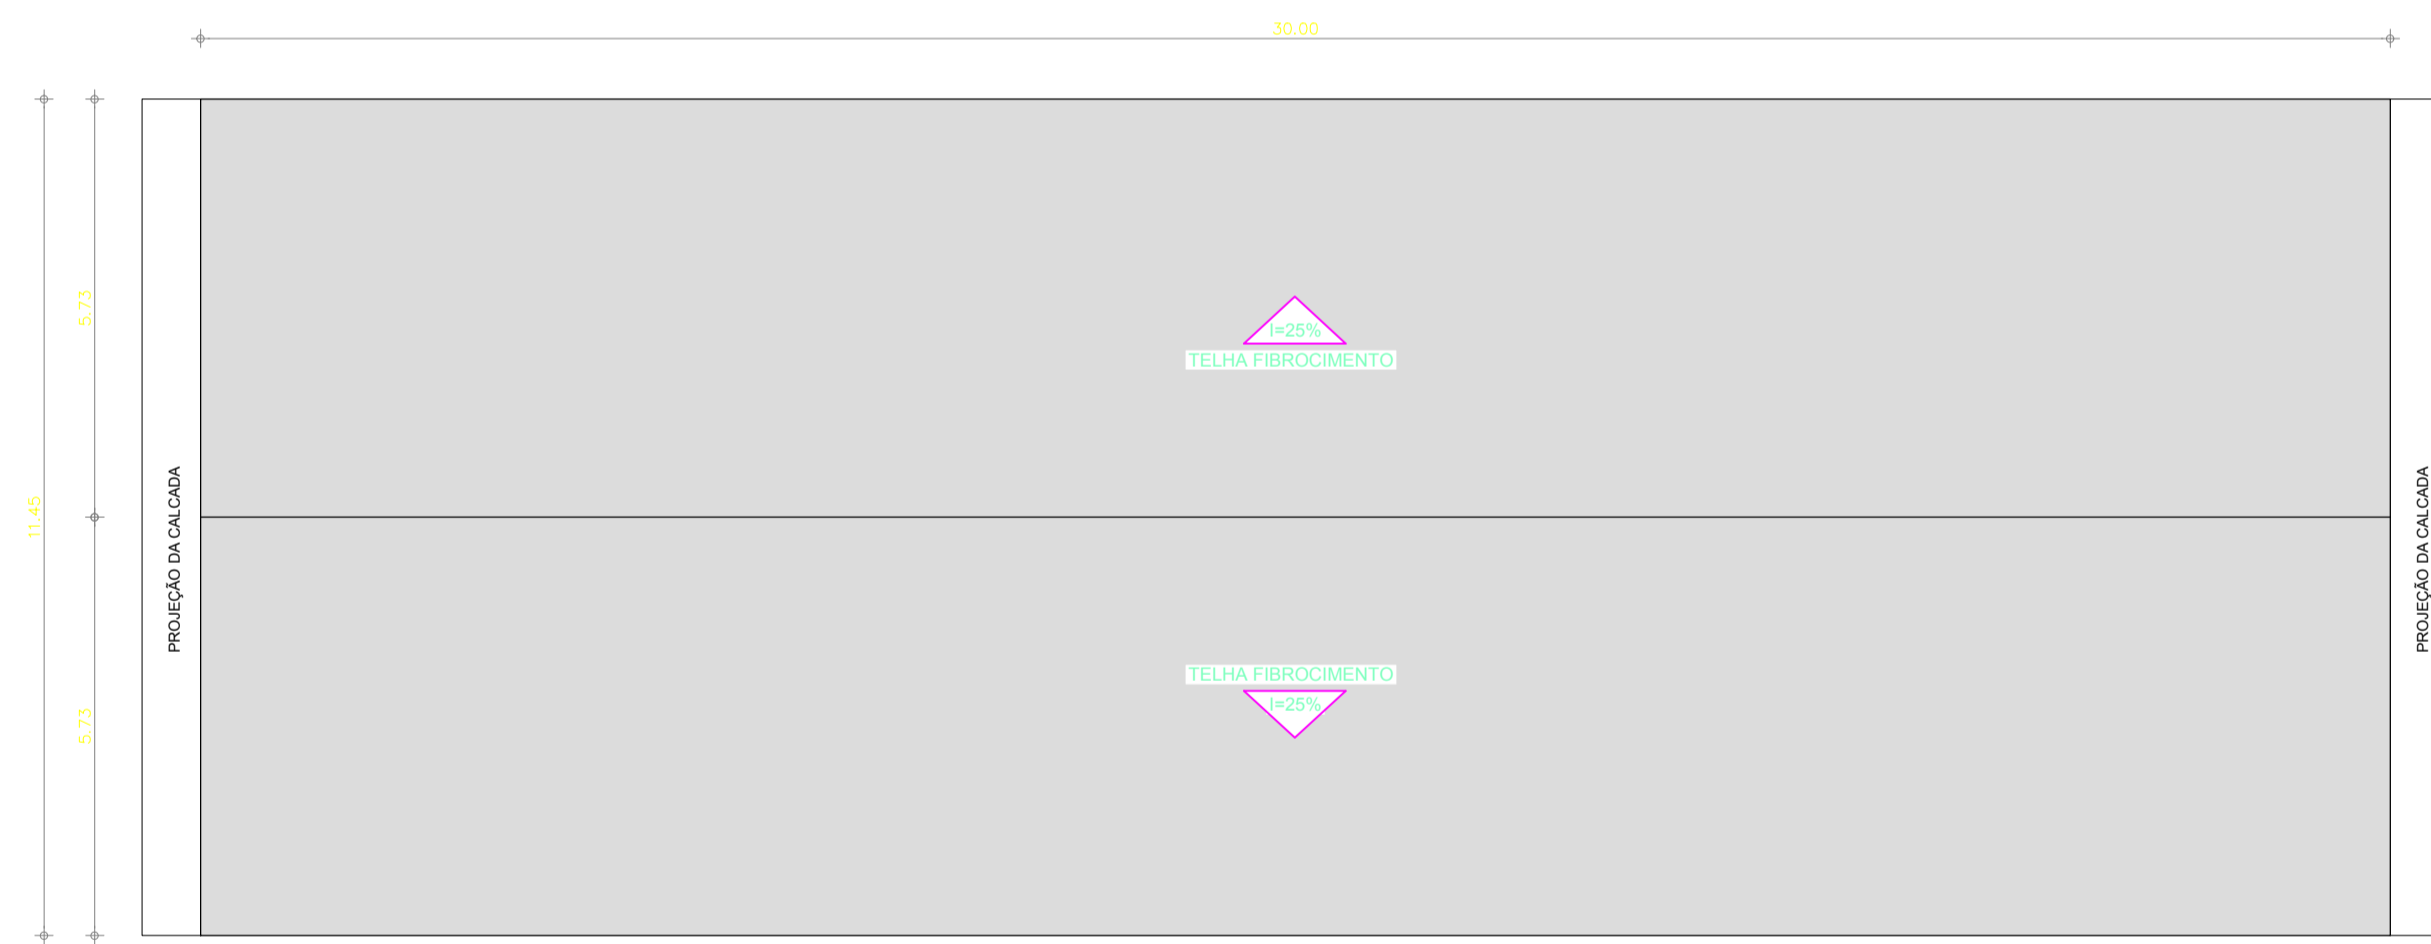 30.00
5.73
I=25%
TELHA FIBROCIMENTO
11.45
PROJEÇÃO DA CALCADA
PROJEÇÃO DA CALCADA
TELHA FIBROCIMENTO
I=25%
5.73